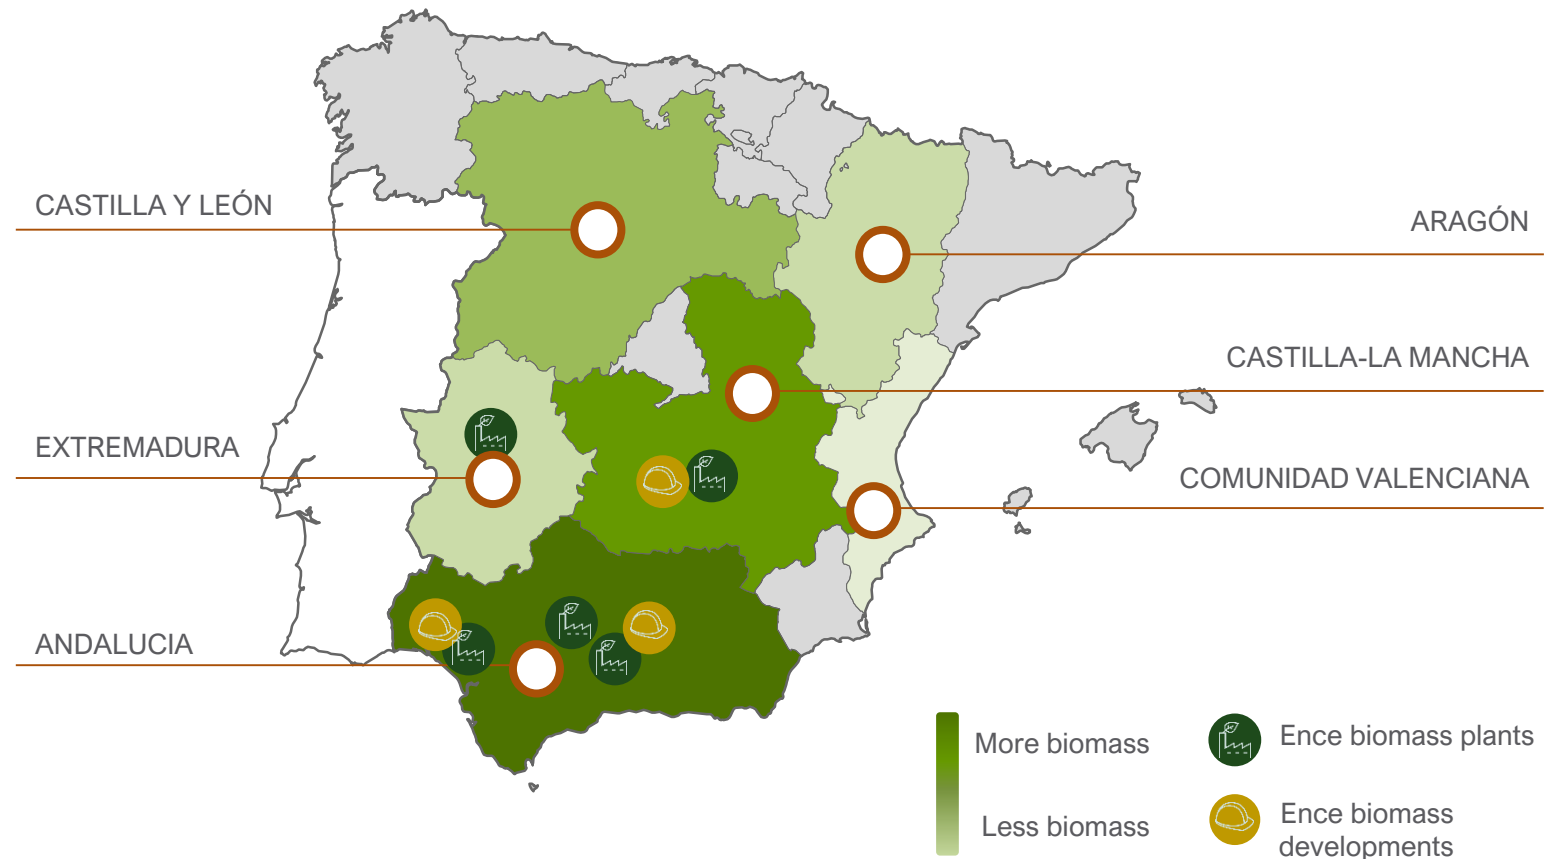 CASTILLA Y LEÓN
ARAGÓN
CASTILLA-LA MANCHA
EXTREMADURA
COMUNIDAD VALENCIANA
ANDALUCIA
More biomass
Less biomass
Ence biomass plants
Ence biomass
developments